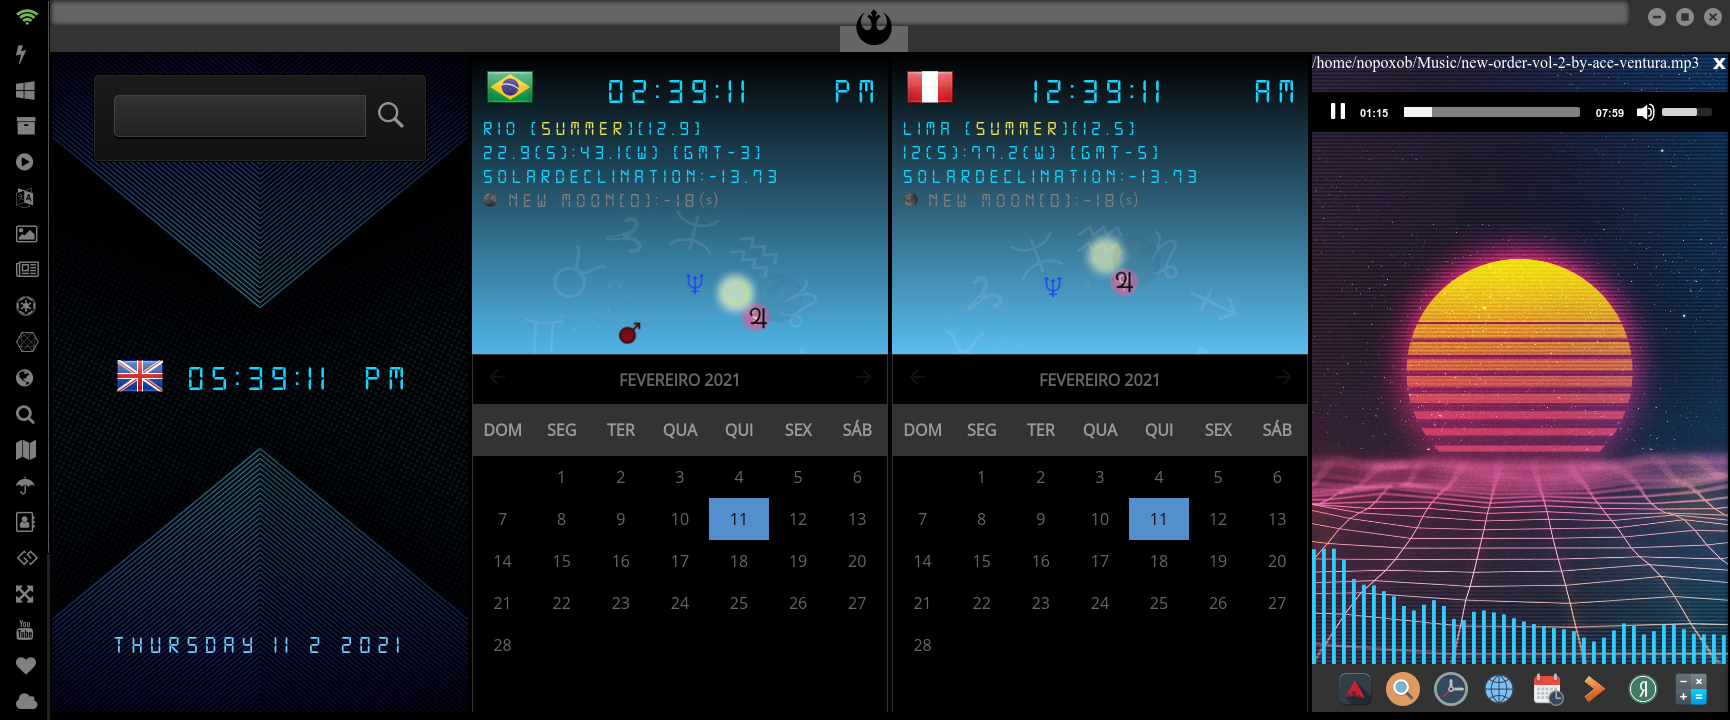 05:39:11 PM
THURSDAY 11 2 2021
02:39:11 PM
RIO (SUMMER)(12.9)
22.9(S):43.1(W) (GMT-3)
SOLARDECLINATION:-13.73
NEW MOON[0]:-18(s)
FEVEREIRO 2021
DOM SEG TER QUA QUI SEX SÁB
1 2 3 4 5 6
7 8 9 10 11 12 13
14 15 16 17 18 19 20
21 22 23 24 25 26 27
28
12:39:11 AM
LIMA (SUMMER)(12.5)
12(S):77.2(W) (GMT-5)
SOLARDECLINATION:-13.73
NEW MOON[0]:-18(s)
FEVEREIRO 2021
DOM SEG TER QUA QUI SEX SÁB
1 2 3 4 5 6
7 8 9 10 11 12 13
14 15 16 17 18 19 20
21 22 23 24 25 26 27
28
/home/nopoxob/Music/new-order-vol-2-by-ace-ventura.mp3 x
01:15 07:59
You Tube
Я